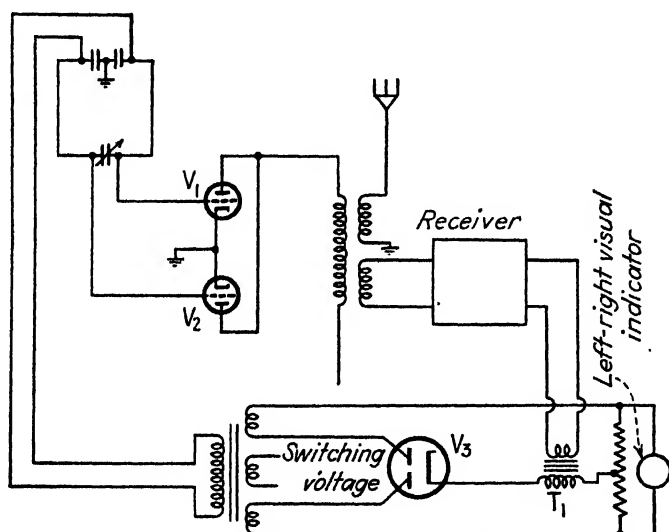 V₁
V₂
Receiver
Left-right visual
indicator
Switching
voltage
V₃
T₁